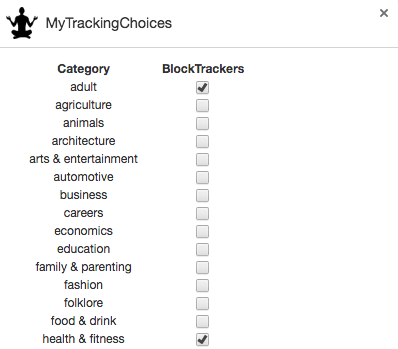 MyTrackingChoices
Category BlockTrackers
adult
agriculture
animals
architecture
arts & entertainment
automotive
business
careers
economics
education
family & parenting
fashion
folklore
food & drink
health & fitness